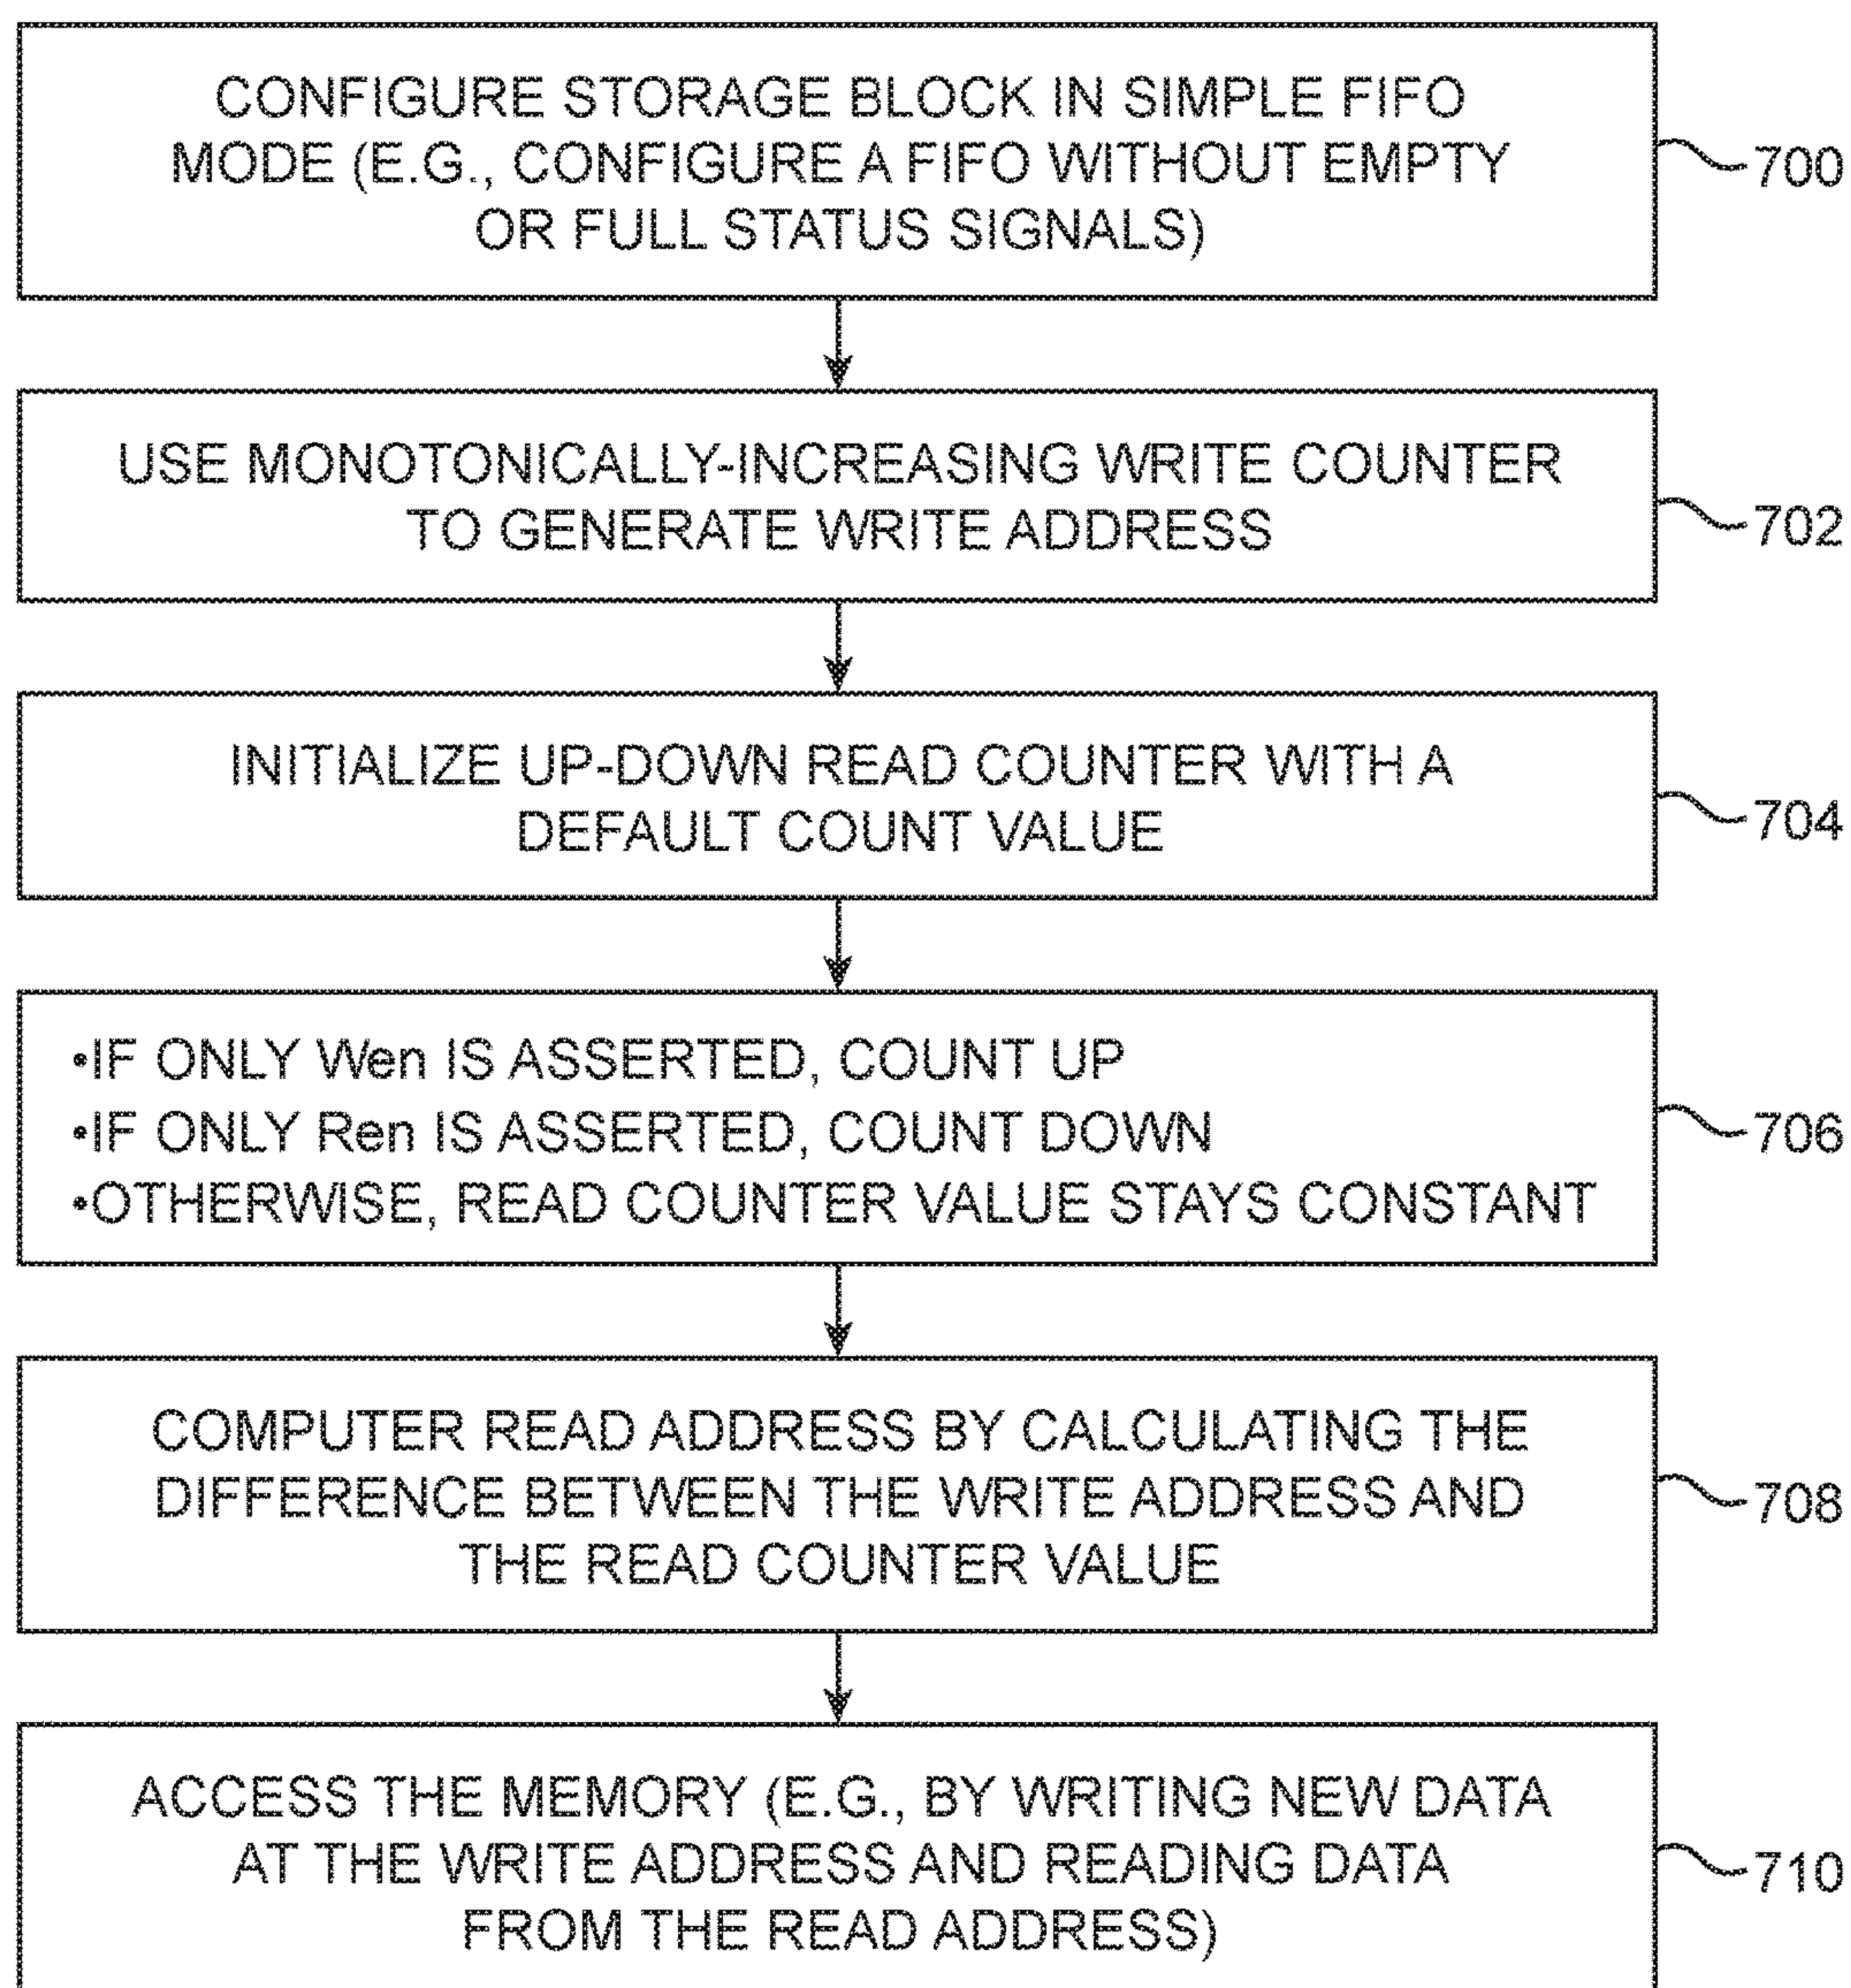 CONFIGURE STORAGE BLOCK IN SIMPLE FIFO
MODE (E.G., CONFIGURE A FIFO WITHOUT EMPTY
OR FULL STATUS SIGNALS)
700
USE MONOTONICALLY-INCREASING WRITE COUNTER
TO GENERATE WRITE ADDRESS
702
INITIALIZE UP-DOWN READ COUNTER WITH A
DEFAULT COUNT VALUE
704
•IF ONLY Wen IS ASSERTED, COUNT UP
•IF ONLY Ren IS ASSERTED, COUNT DOWN
•OTHERWISE, READ COUNTER VALUE STAYS CONSTANT
706
COMPUTER READ ADDRESS BY CALCULATING THE
DIFFERENCE BETWEEN THE WRITE ADDRESS AND
THE READ COUNTER VALUE
708
ACCESS THE MEMORY (E.G., BY WRITING NEW DATA
AT THE WRITE ADDRESS AND READING DATA
FROM THE READ ADDRESS)
710